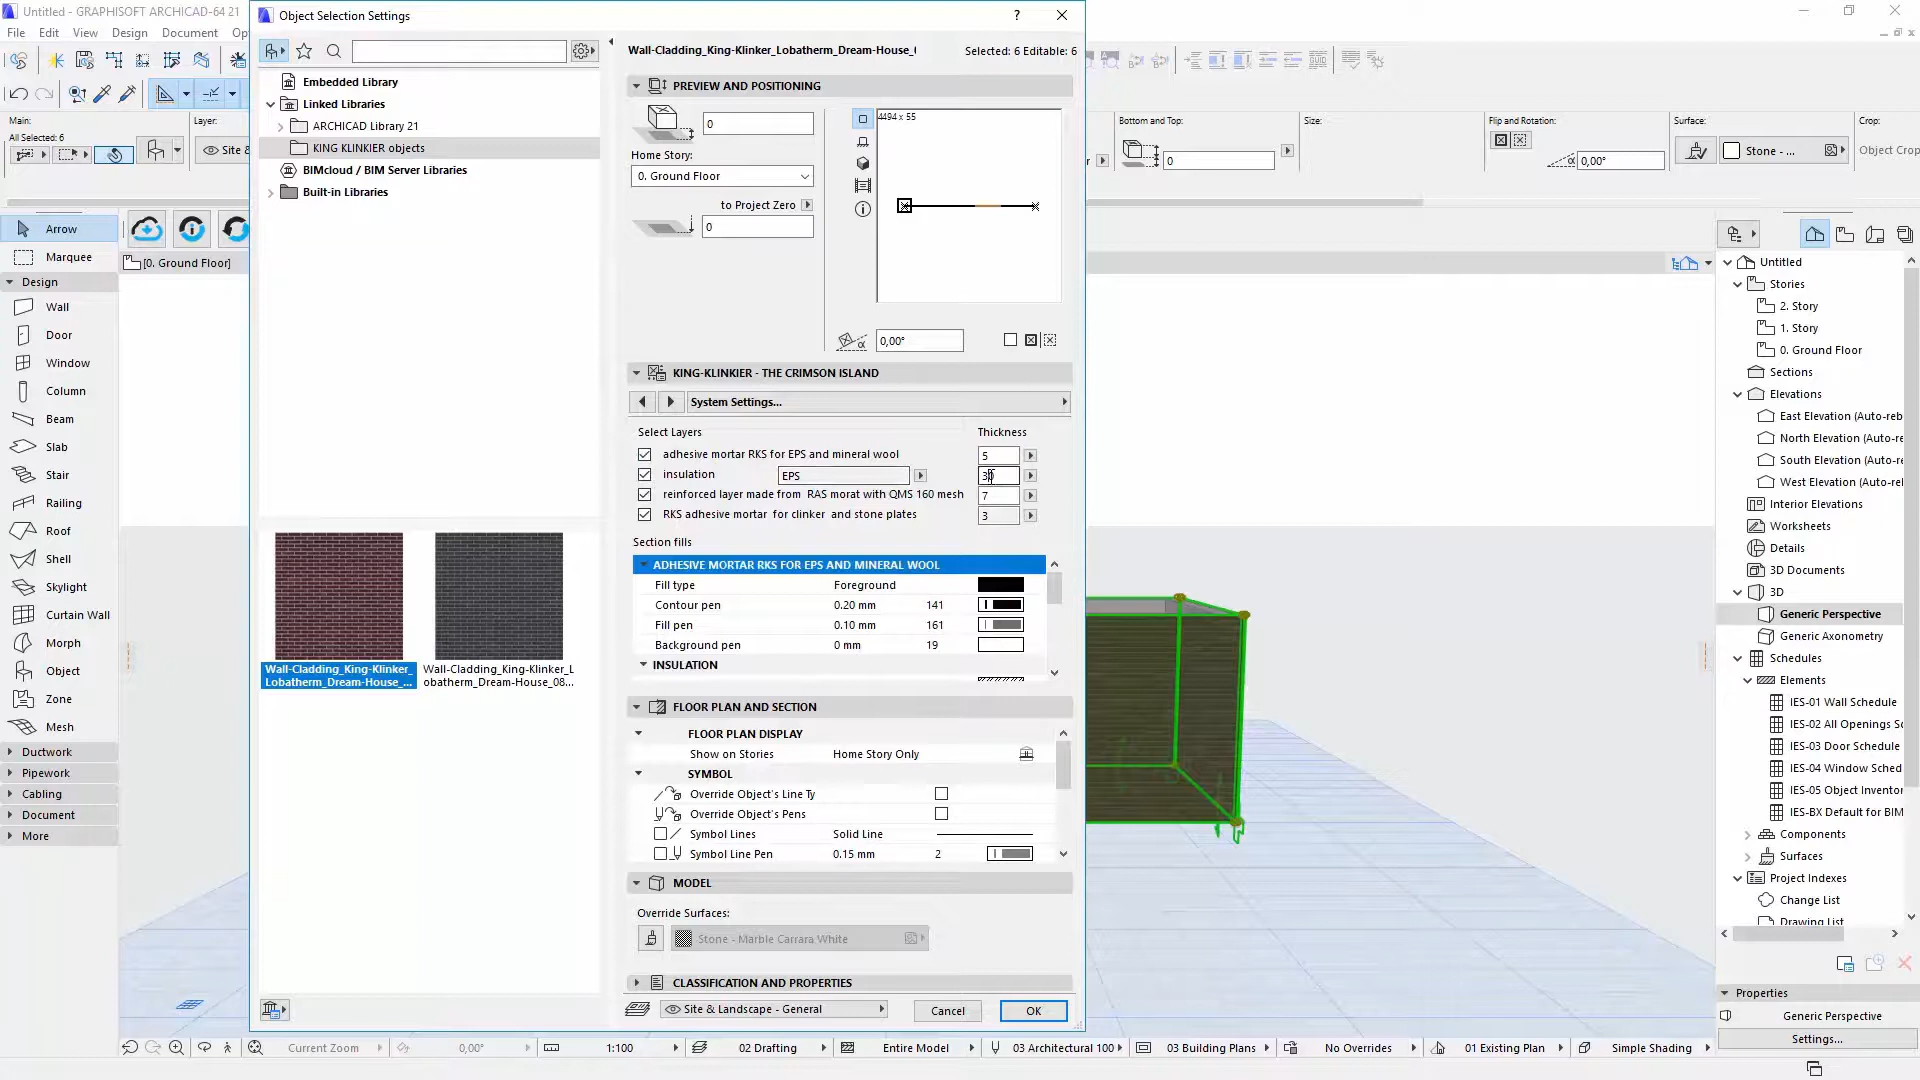 Untitled - GRAPHISOFT ARCHICAD-64 21
File Edit View Design Document
Main:
All Selected: 6
Layer:
Site &
Arrow
Marquee
Design
Wall
Door
Window
Column
Beam
Slab
Stair
Railing
Roof
Shell
Skylight
Curtain Wall
Morph
Object
Zone
Mesh
Ductwork
Pipework
Cabling
Document
More
[0. Ground Floor]
Object Selection Settings
?
Embedded Library
Linked Libraries
ARCHICAD Library 21
KING KLINKIER objects
BIMcloud / BIM Server Libraries
Built-in Libraries
Wall-Cladding_King-Klinker_
Lobatherm_Dream-House_...
Wall-Cladding_King-Klinker_L
obatherm_Dream-House_08...
Wall-Cladding_King-Klinker_Lobatherm_Dream-House_(
Selected: 6 Editable: 6
PREVIEW AND POSITIONING
0
Home Story:
0. Ground Floor
to Project Zero
0
4494 x 55
α 0,00°
KING-KLINKIER - THE CRIMSON ISLAND
System Settings...
Select Layers Thickness
adhesive mortar RKS for EPS and mineral wool 5
insulation EPS 30
reinforced layer made from RAS morat with QMS 160 mesh 7
RKS adhesive mortar for clinker and stone plates 3
Section fills
ADHESIVE MORTAR RKS FOR EPS AND MINERAL WOOL
Fill type Foreground
Contour pen 0.20 mm 141
Fill pen 0.10 mm 161
Background pen 0 mm 19
INSULATION
FLOOR PLAN AND SECTION
FLOOR PLAN DISPLAY
Show on Stories Home Story Only
SYMBOL
Override Object's Line Ty
Override Object's Pens
Symbol Lines Solid Line
Symbol Line Pen 0.15 mm 2
MODEL
Override Surfaces:
Stone - Marble Carrara White
CLASSIFICATION AND PROPERTIES
Site & Landscape - General
Cancel OK
Bottom and Top:
0
Size:
Flip and Rotation:
α 0,00°
Surface:
Stone - ...
Crop:
Object Crop
Untitled
Stories
2. Story
1. Story
0. Ground Floor
Sections
Elevations
East Elevation (Auto-reb
North Elevation (Auto-re
South Elevation (Auto-re
West Elevation (Auto-rel
Interior Elevations
Worksheets
Details
3D Documents
3D
Generic Perspective
Generic Axonometry
Schedules
Elements
IES-01 Wall Schedule
IES-02 All Openings Sc
IES-03 Door Schedule
IES-04 Window Sched
IES-05 Object Inventor
IES-BX Default for BIM
Components
Surfaces
Project Indexes
Change List
Drawing List
Properties
Generic Perspective
Settings...
Current Zoom 0,00° 1:100 02 Drafting Entire Model 03 Architectural 100 03 Building Plans No Overrides 01 Existing Plan Simple Shading